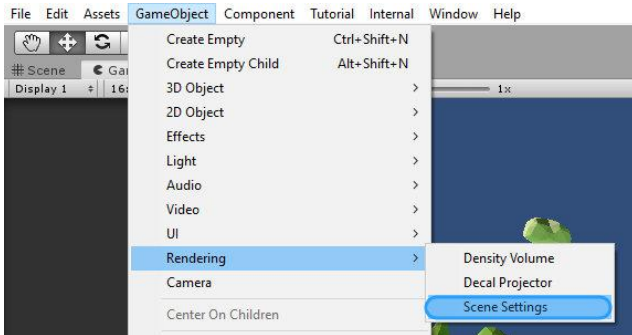 File Edit Assets GameObject Component Tutorial Internal Window Help
# Scene Ga
Display 1 16: 1x
Create Empty Ctrl+Shift+N
Create Empty Child Alt+Shift+N
3D Object
2D Object
Effects
Light
Audio
Video
UI
Rendering
Camera
Center On Children
Density Volume
Decal Projector
Scene Settings